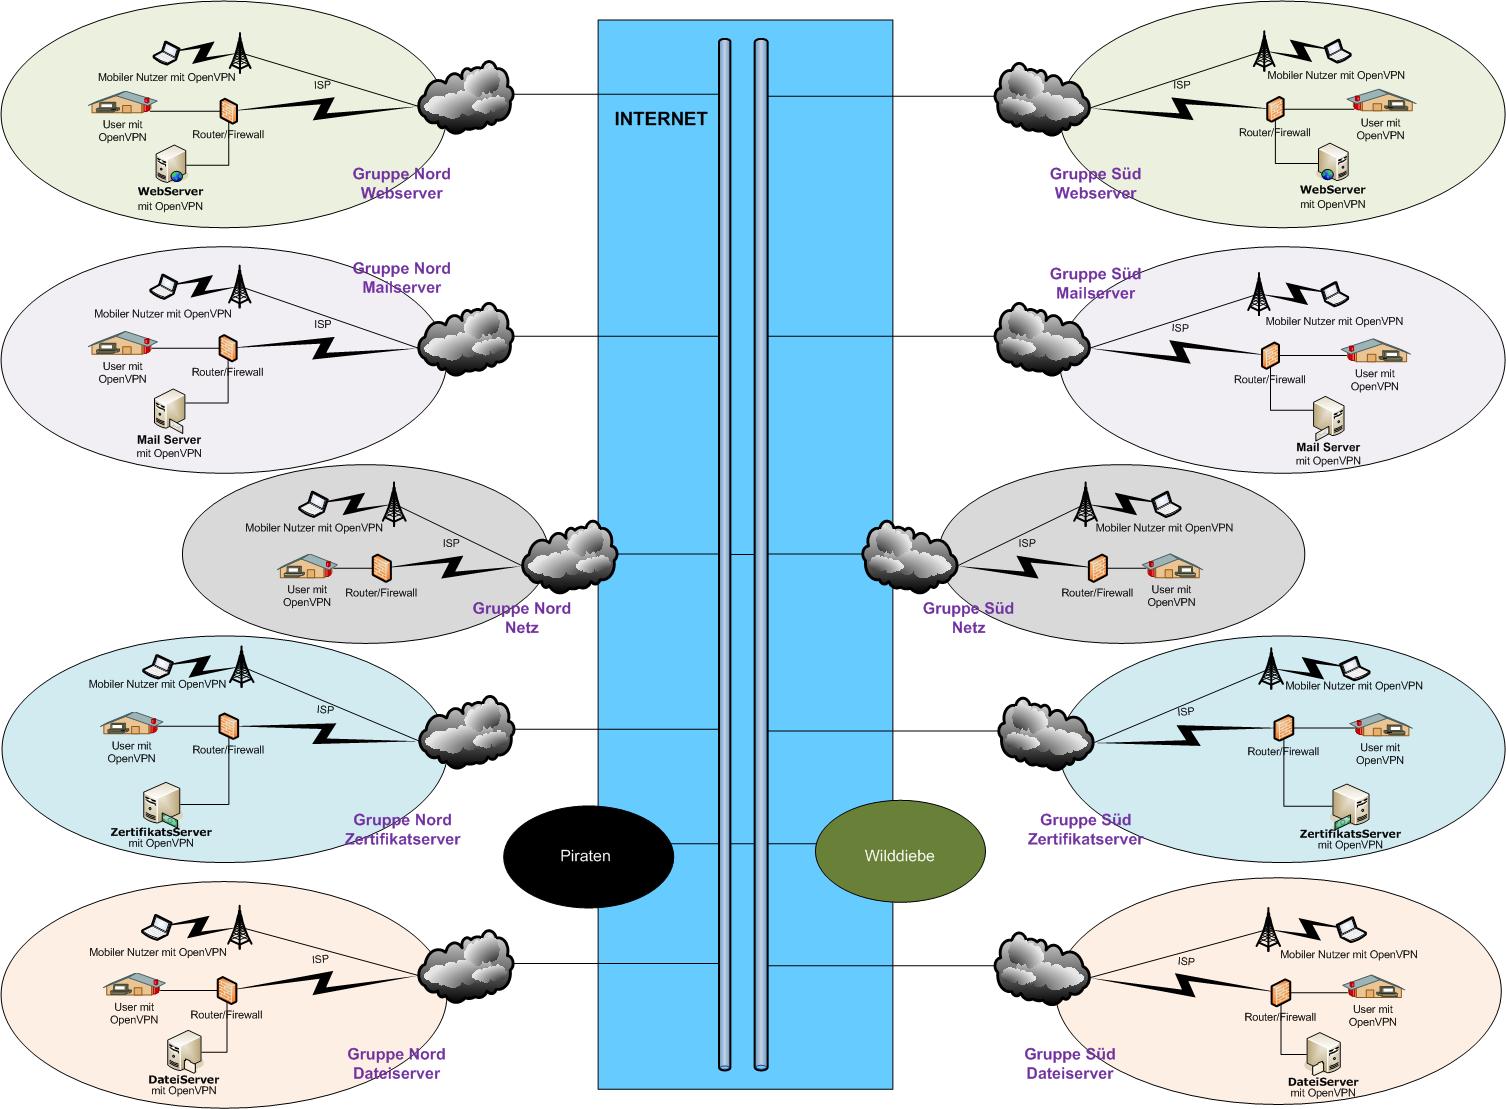 Mobiler Nutzer mit OpenVPN
ISP
User mit
OpenVPN
Router/Firewall
WebServer
mit OpenVPN
Gruppe Nord
Webserver
INTERNET
Mobiler Nutzer mit OpenVPN
ISP
Router/Firewall
User mit
OpenVPN
WebServer
mit OpenVPN
Gruppe Süd
Webserver
Gruppe Nord
Mailserver
Mobiler Nutzer mit OpenVPN
ISP
User mit
OpenVPN
Router/Firewall
Mail Server
mit OpenVPN
Gruppe Süd
Mailserver
Mobiler Nutzer mit OpenVPN
ISP
Router/Firewall
User mit
OpenVPN
Mail Server
mit OpenVPN
Mobiler Nutzer mit OpenVPN
ISP
User mit
OpenVPN
Router/Firewall
Gruppe Nord
Netz
Mobiler Nutzer mit OpenVPN
ISP
Router/Firewall
User mit
OpenVPN
Gruppe Süd
Netz
Mobiler Nutzer mit OpenVPN
ISP
User mit
OpenVPN
Router/Firewall
ZertifikatsServer
mit OpenVPN
Gruppe Nord
Zertifikatserver
Mobiler Nutzer mit OpenVPN
ISP
Router/Firewall
User mit
OpenVPN
ZertifikatsServer
mit OpenVPN
Gruppe Süd
Zertifikatserver
Piraten
Wilddiebe
Mobiler Nutzer mit OpenVPN
ISP
User mit
OpenVPN
Router/Firewall
DateiServer
mit OpenVPN
Gruppe Nord
Dateiserver
Mobiler Nutzer mit OpenVPN
ISP
Router/Firewall
User mit
OpenVPN
DateiServer
mit OpenVPN
Gruppe Süd
Dateiserver